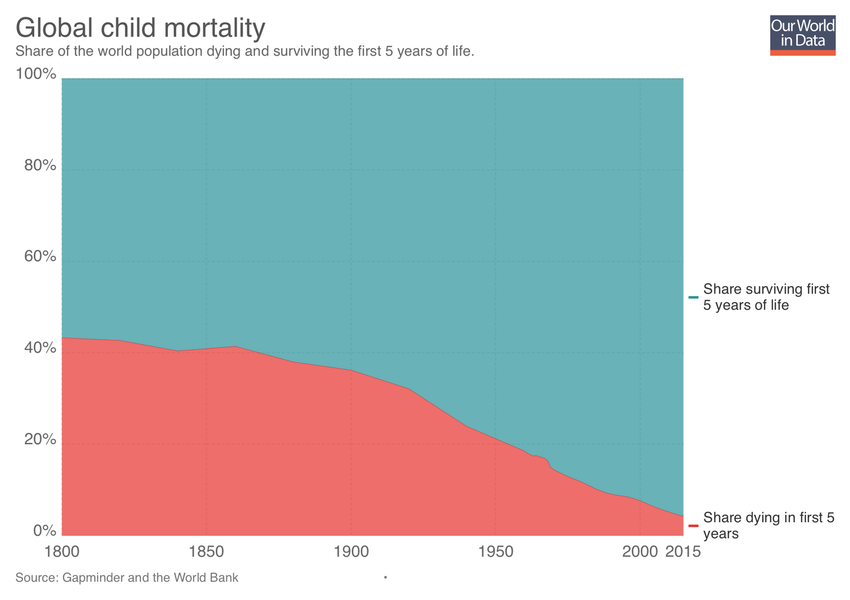 Global child mortality
Share of the world population dying and surviving the first 5 years of life.
Our World
in Data
100%
80%
60%
40%
20%
0%
Share surviving first
5 years of life
Share dying in first 5
years
1800
1850
1900
1950
2000
2015
Source: Gapminder and the World Bank